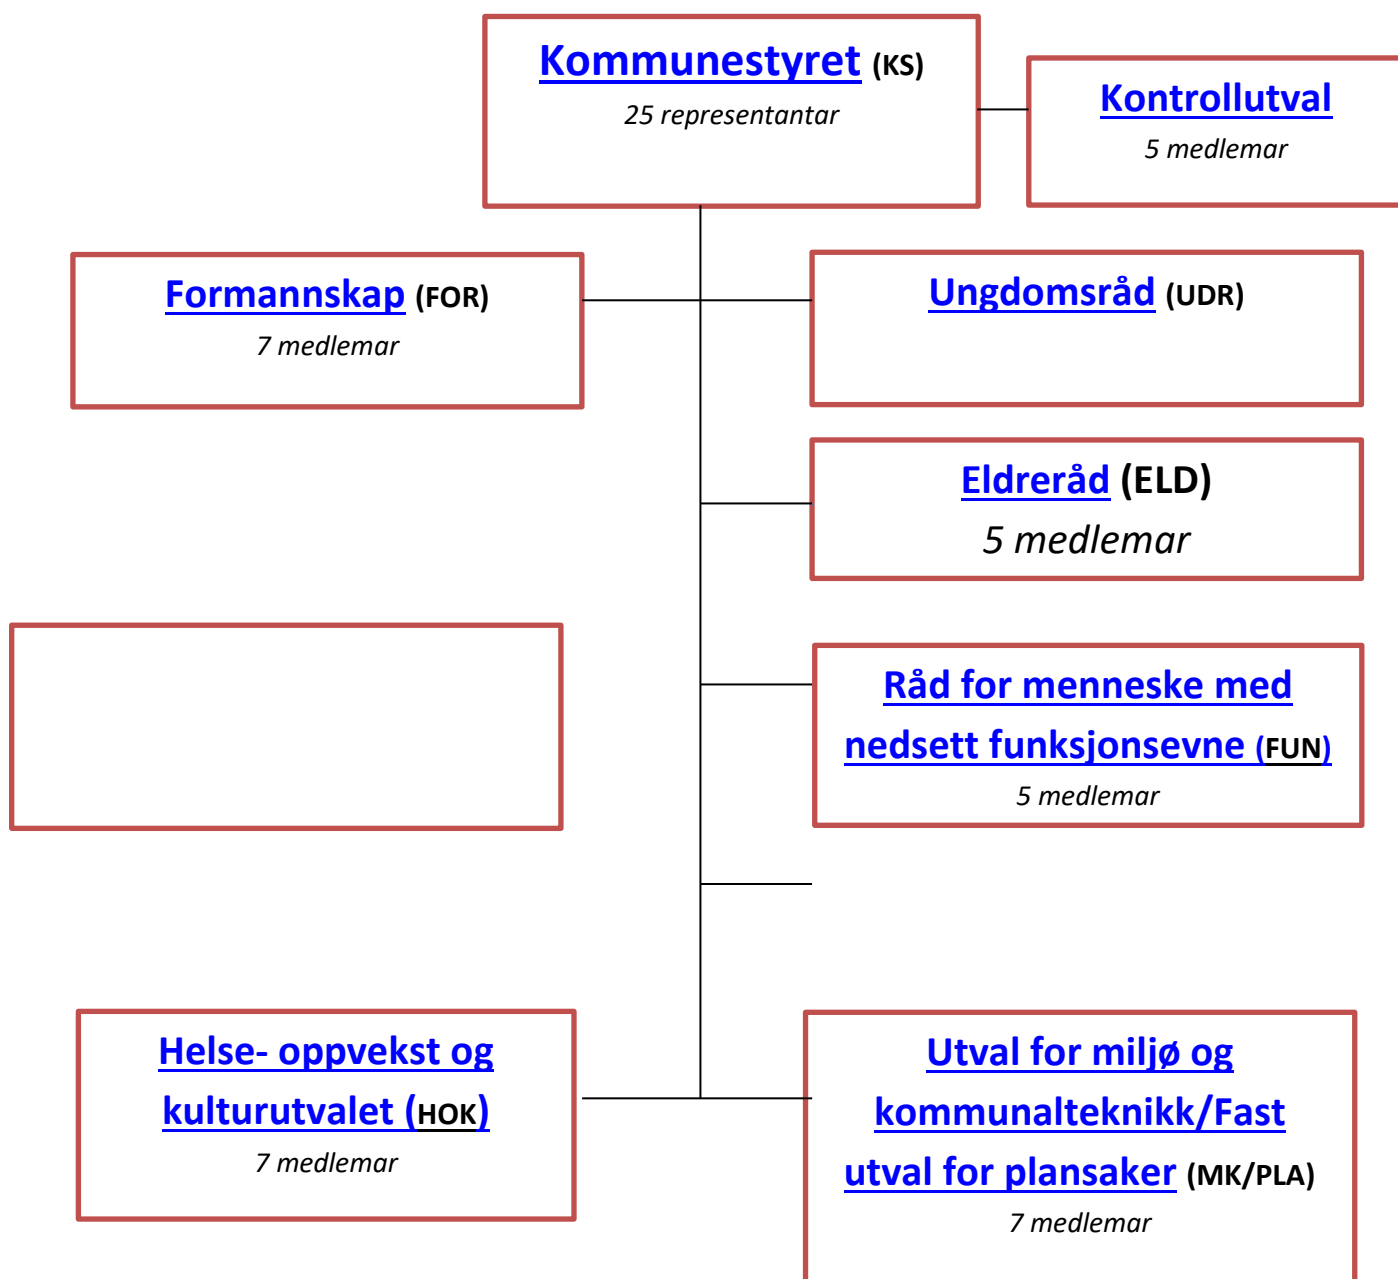 Kommunestyret (KS)
25 representantar
Kontrollutval
5 medlemar
Formannskap (FOR)
7 medlemar
Ungdomsråd (UDR)
Eldreråd (ELD)
5 medlemar
Råd for menneske med
nedsett funksjonsevne (FUN)
5 medlemar
Helse- oppvekst og
kulturutvalet (HOK)
7 medlemar
Utval for miljø og
kommunalteknikk/Fast
utval for plansaker (MK/PLA)
7 medlemar